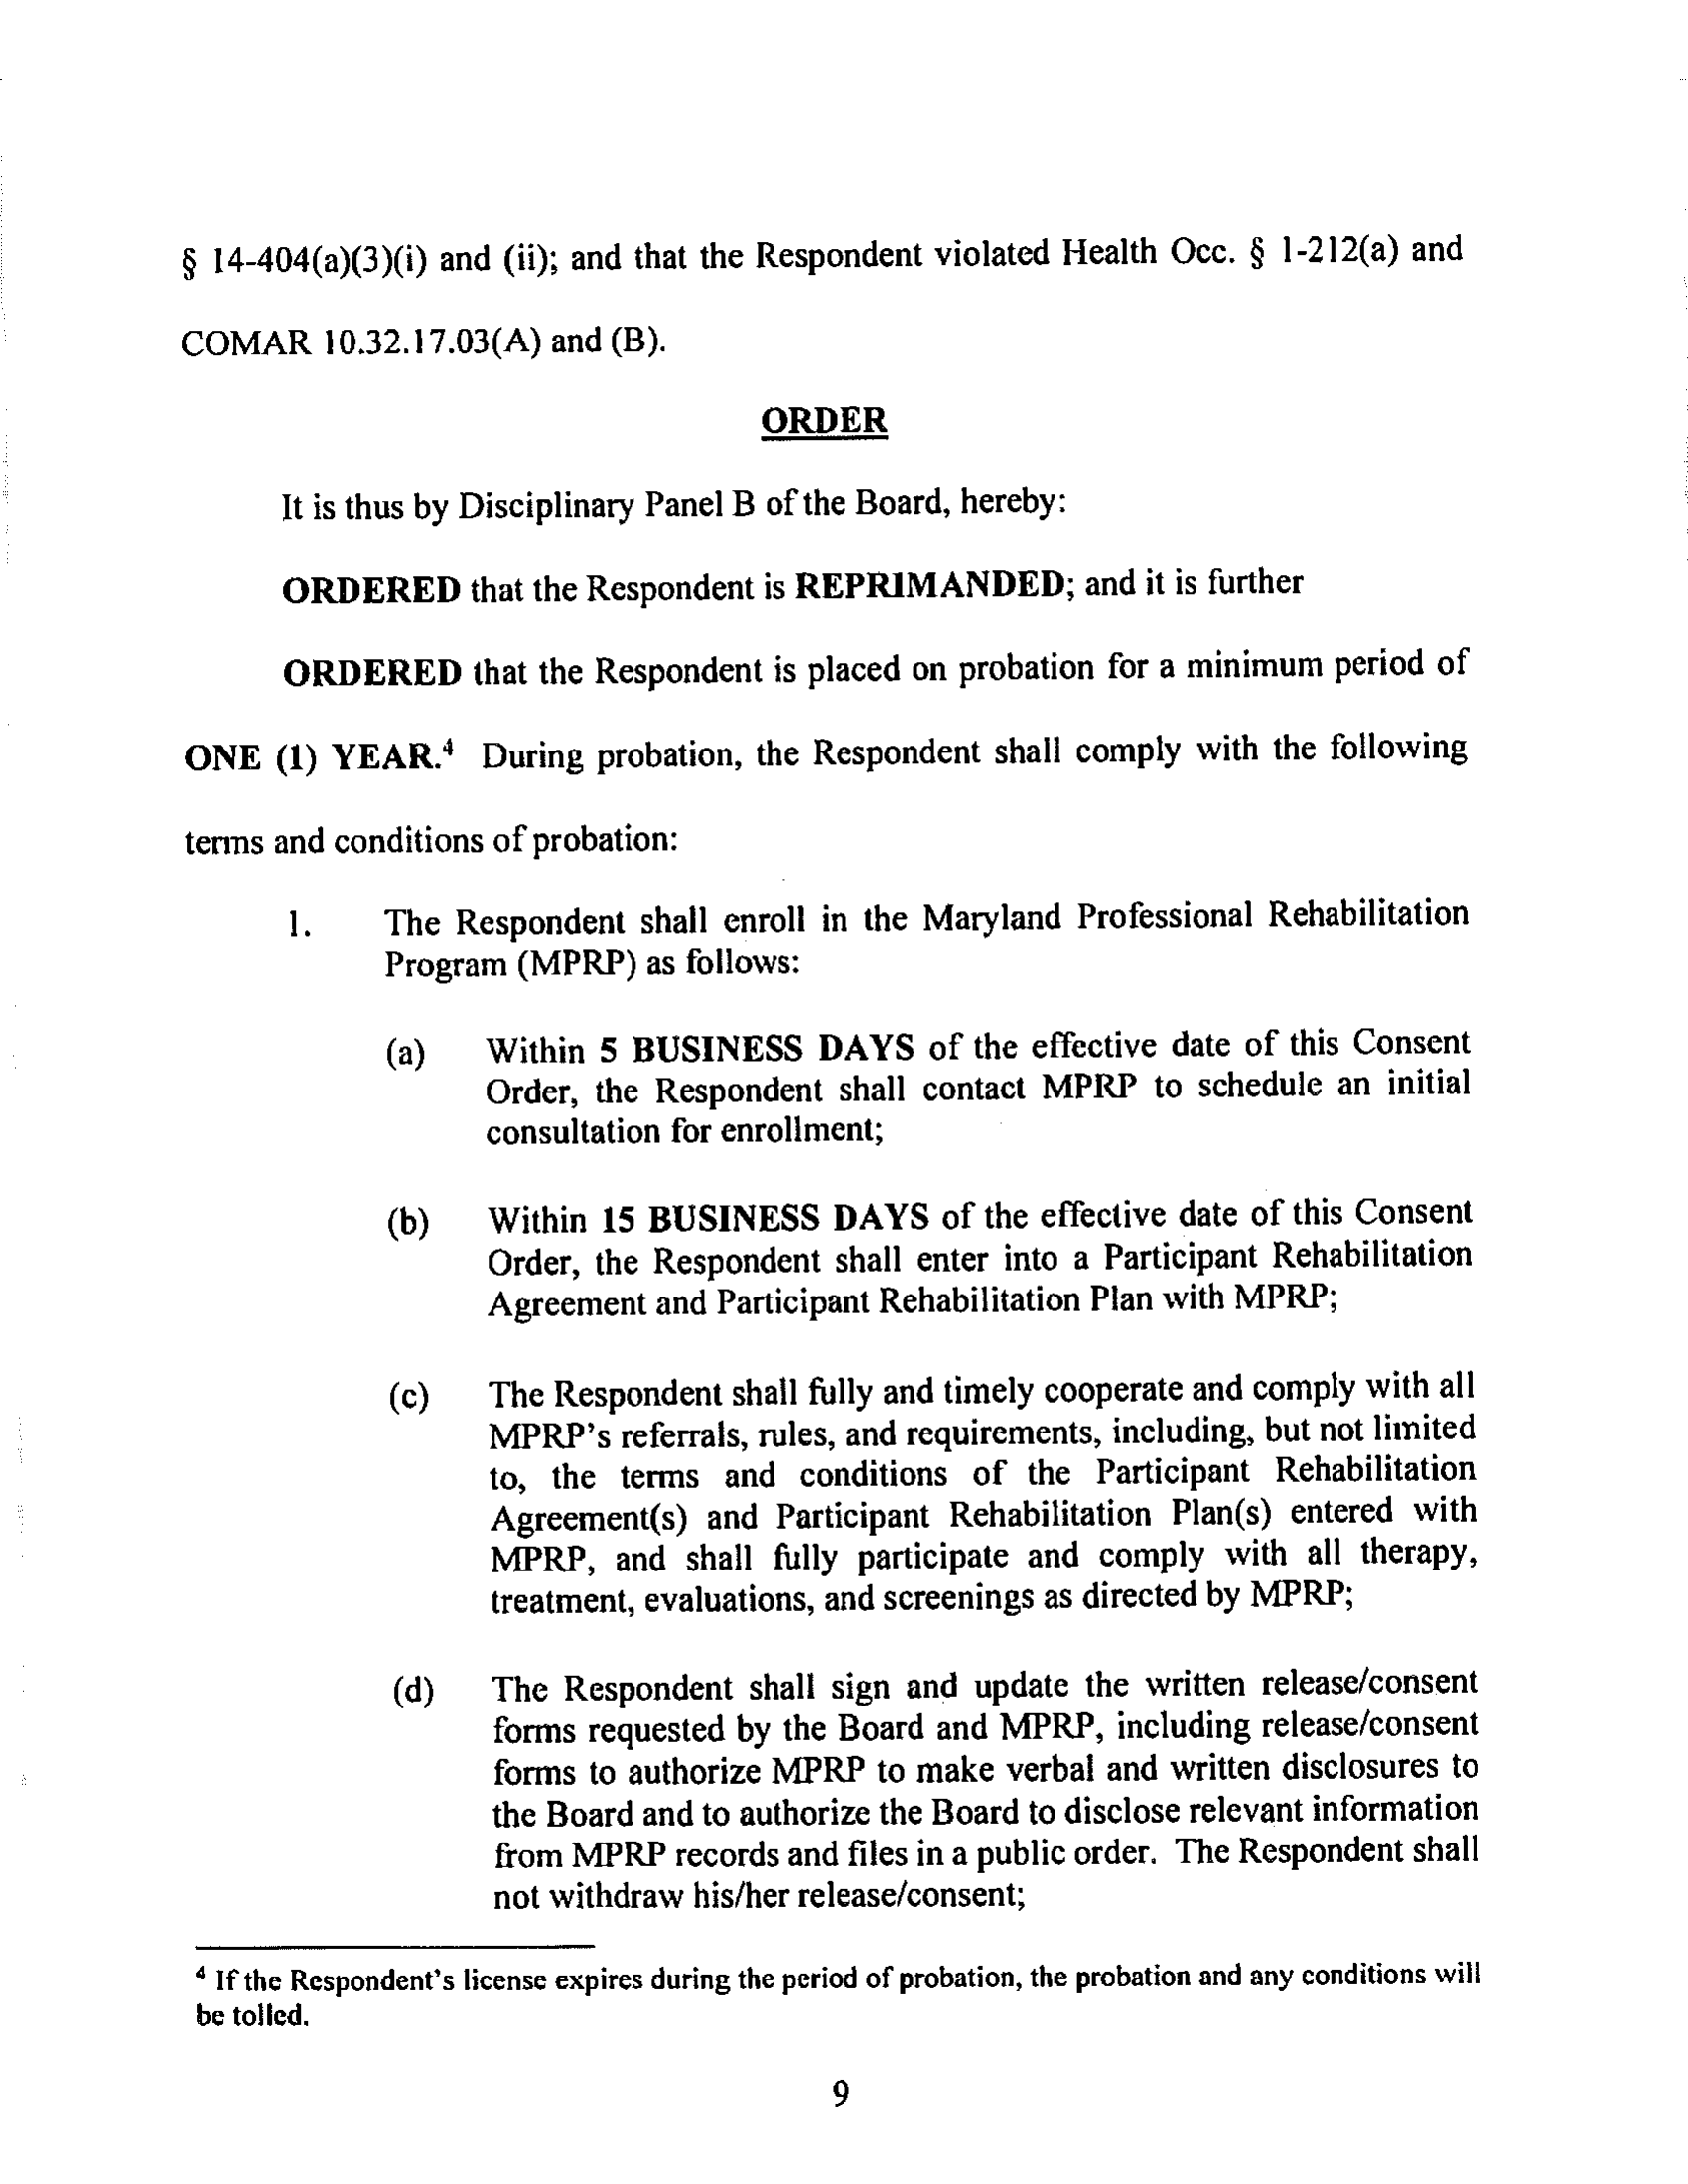 § 14-404(a)(3)(i) and (ii); and that the Respondent violated Health Occ. § 1-212(a) and
COMAR 10.32.17.03(A) and (B).
ORDER
It is thus by Disciplinary Panel B of the Board, hereby:
ORDERED that the Respondent is REPRIMANDED; and it is further
ORDERED that the Respondent is placed on probation for a minimum period of
ONE (1) YEAR.⁴ During probation, the Respondent shall comply with the following
terms and conditions of probation:
1. The Respondent shall enroll in the Maryland Professional Rehabilitation
Program (MPRP) as follows:
(a) Within 5 BUSINESS DAYS of the effective date of this Consent
Order, the Respondent shall contact MPRP to schedule an initial
consultation for enrollment;
(b) Within 15 BUSINESS DAYS of the effective date of this Consent
Order, the Respondent shall enter into a Participant Rehabilitation
Agreement and Participant Rehabilitation Plan with MPRP;
(c) The Respondent shall fully and timely cooperate and comply with all
MPRP's referrals, rules, and requirements, including, but not limited
to, the terms and conditions of the Participant Rehabilitation
Agreement(s) and Participant Rehabilitation Plan(s) entered with
MPRP, and shall fully participate and comply with all therapy,
treatment, evaluations, and screenings as directed by MPRP;
(d) The Respondent shall sign and update the written release/consent
forms requested by the Board and MPRP, including release/consent
forms to authorize MPRP to make verbal and written disclosures to
the Board and to authorize the Board to disclose relevant information
from MPRP records and files in a public order. The Respondent shall
not withdraw his/her release/consent;
⁴ If the Respondent's license expires during the period of probation, the probation and any conditions will
be tolled.
9